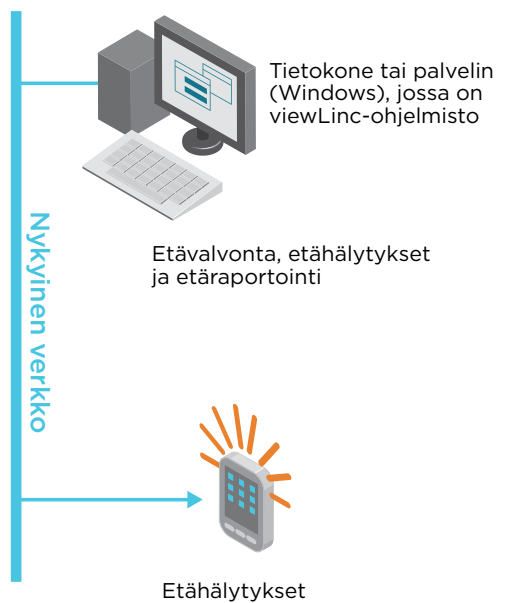 Tietokone tai palvelin
(Windows), jossa on
viewLinc-ohjelmisto
Etävalvonta, etähälytykset
ja etäraportointi
Nykyinen verkko
Etähälytykset